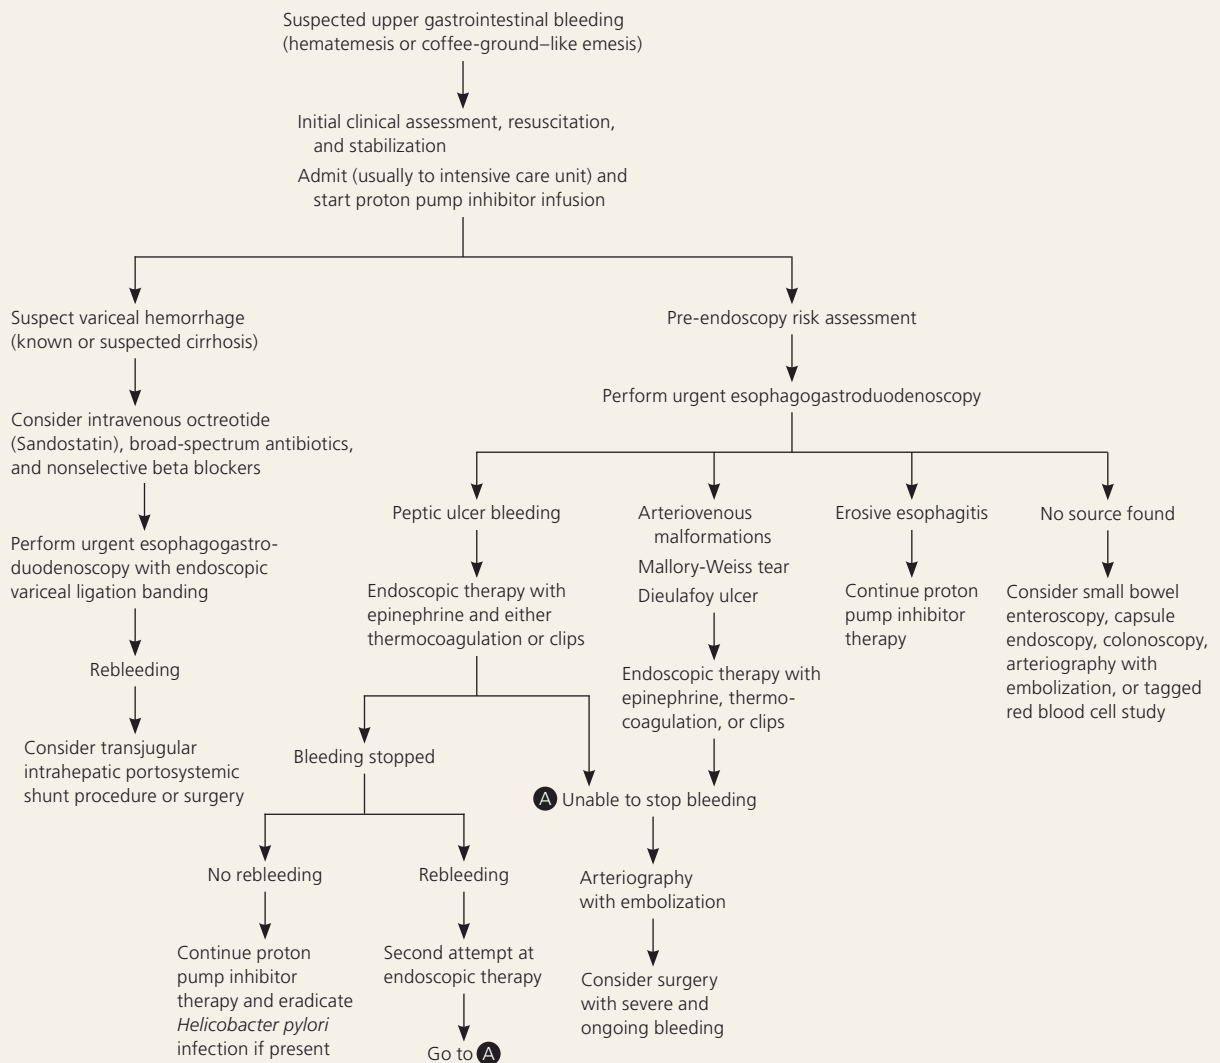 Suspected upper gastrointestinal bleeding
(hematemesis or coffee-ground–like emesis)
Initial clinical assessment, resuscitation,
and stabilization
Admit (usually to intensive care unit) and
start proton pump inhibitor infusion
Suspect variceal hemorrhage
(known or suspected cirrhosis)
Consider intravenous octreotide
(Sandostatin), broad-spectrum antibiotics,
and nonselective beta blockers
Perform urgent esophagogastro-
duodenoscopy with endoscopic
variceal ligation banding
Rebleeding
Consider transjugular
intrahepatic portosystemic
shunt procedure or surgery
Pre-endoscopy risk assessment
Perform urgent esophagogastroduodenoscopy
Peptic ulcer bleeding
Endoscopic therapy with
epinephrine and either
thermocoagulation or clips
Bleeding stopped
No rebleeding
Continue proton
pump inhibitor
therapy and eradicate
Helicobacter pylori
infection if present
Rebleeding
Second attempt at
endoscopic therapy
Go to A
Arteriovenous
malformations
Mallory-Weiss tear
Dieulafoy ulcer
Endoscopic therapy with
epinephrine, thermo-
coagulation, or clips
A Unable to stop bleeding
Arteriography
with embolization
Consider surgery
with severe and
ongoing bleeding
Erosive esophagitis
Continue proton
pump inhibitor
therapy
No source found
Consider small bowel
enteroscopy, capsule
endoscopy, colonoscopy,
arteriography with
embolization, or tagged
red blood cell study